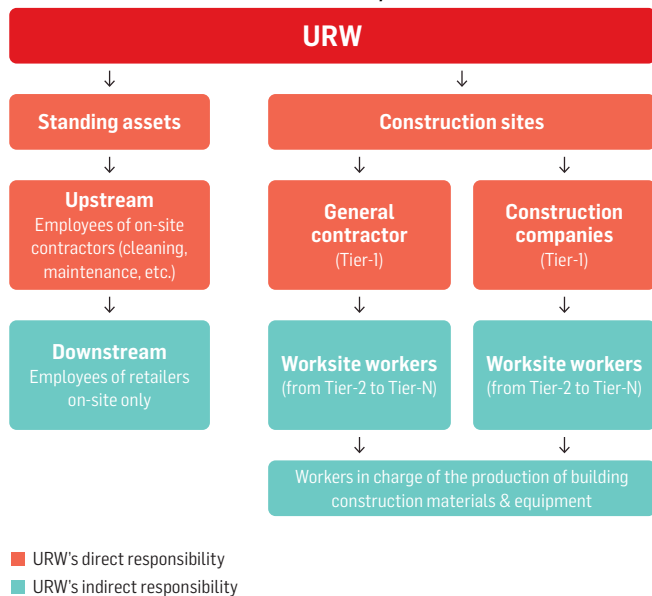 URW
Standing assets
Construction sites
Upstream
Employees of on-site
contractors (cleaning,
maintenance, etc.)
General
contractor
(Tier-1)
Construction
companies
(Tier-1)
Downstream
Employees of retailers
on-site only
Worksite workers
(from Tier-2 to Tier-N)
Worksite workers
(from Tier-2 to Tier-N)
Workers in charge of the production of building
construction materials & equipment
URW's direct responsibility
URW's indirect responsibility